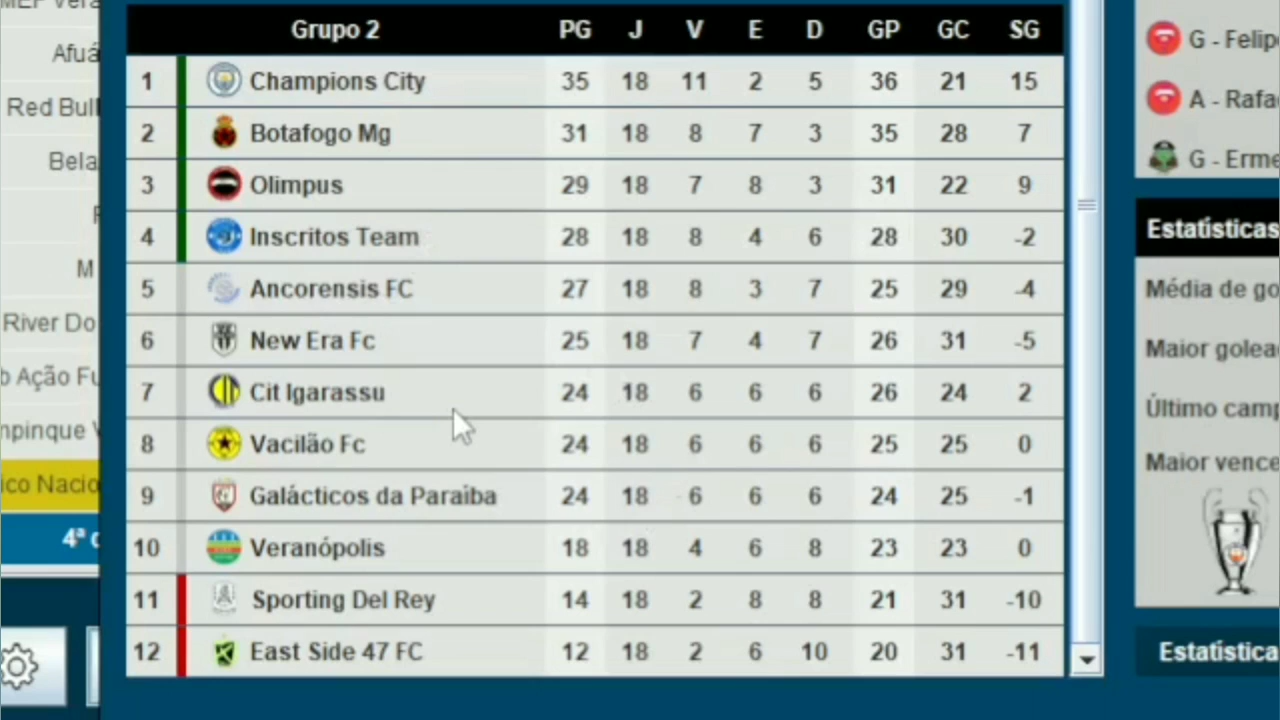 Grupo 2 PG J V E D GP GC SG
1 Champions City 35 18 11 2 5 36 21 15
2 Botafogo Mg 31 18 8 7 3 35 28 7
3 Olimpus 29 18 7 8 3 31 22 9
4 Inscritos Team 28 18 8 4 6 28 30 -2
5 Ancorensis FC 27 18 8 3 7 25 29 -4
6 New Era Fc 25 18 7 4 7 26 31 -5
7 Cit Igarassu 24 18 6 6 6 26 24 2
8 Vacilão Fc 24 18 6 6 6 25 25 0
9 Galácticos da Paraíba 24 18 6 6 6 24 25 -1
10 Veranópolis 18 18 4 6 8 23 23 0
11 Sporting Del Rey 14 18 2 8 8 21 31 -10
12 East Side 47 FC 12 18 2 6 10 20 31 -11
Afuá
Red Bull
Bela
M
River Do
b Ação Fu
mpinque V
ico Nacio
4ª
G - Felip
A - Rafa
G - Erme
Estatísticas
Média de go
Maior golea
Último camp
Maior vence
Estatística